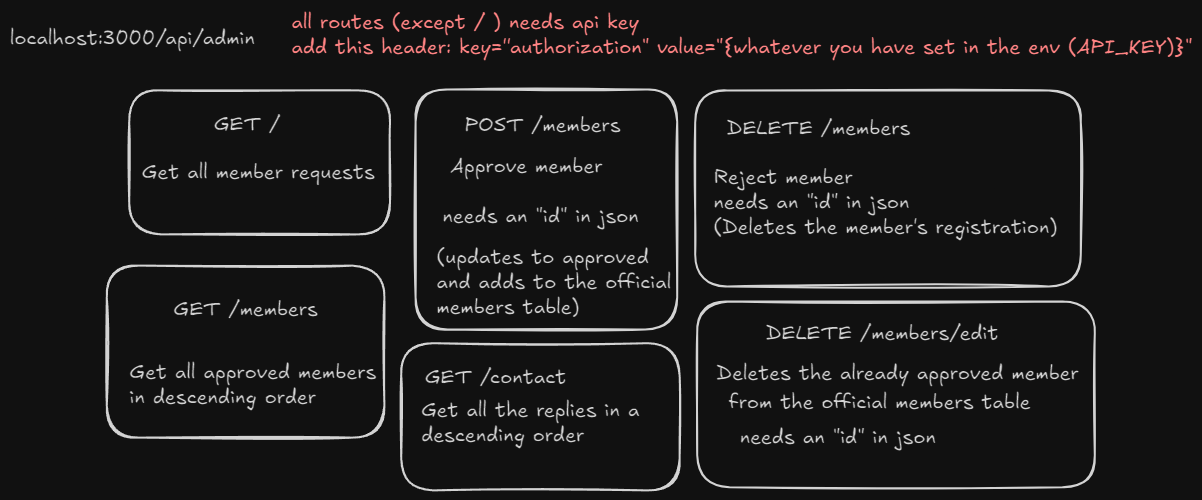 localhost:3000/api/admin
all routes (except / ) needs api key
add this header: key="authorization" value="{whatever you have set in the env (API_KEY)}"
GET /
Get all member requests
POST /members
Approve member
needs an "id" in json
(updates to approved
and adds to the official
members table)
DELETE /members
Reject member
needs an "id" in json
(Deletes the member's registration)
GET /members
Get all approved members
in descending order
GET /contact
Get all the replies in a
descending order
DELETE /members/edit
Deletes the already approved member
from the official members table
needs an "id" in json